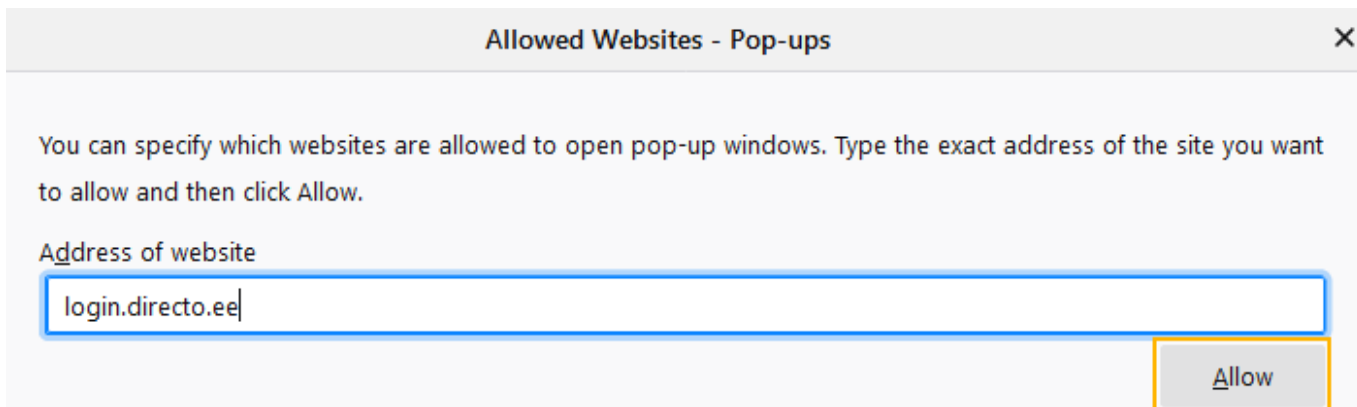 Allowed Websites - Pop-ups
You can specify which websites are allowed to open pop-up windows. Type the exact address of the site you want
to allow and then click Allow.
Address of website
login.directo.ee
Allow